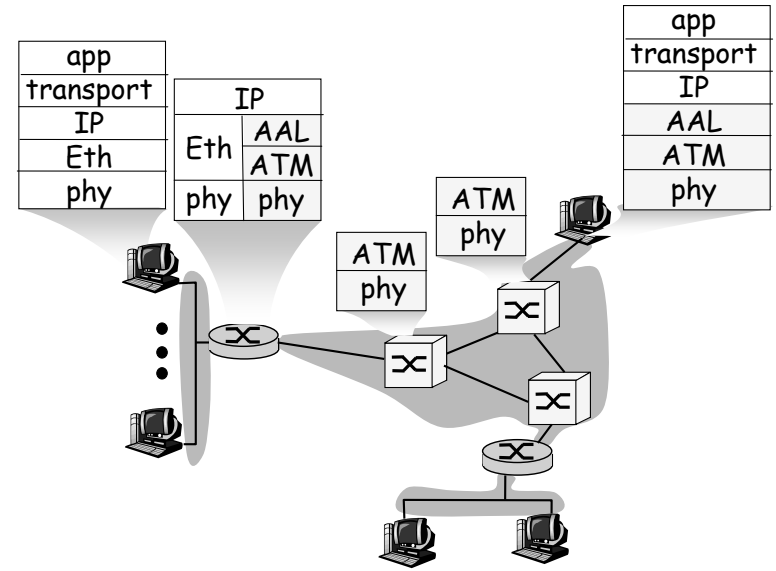 app
transport
IP
Eth
phy
IP
Eth
AAL
ATM
phy
phy
ATM
phy
ATM
phy
app
transport
IP
AAL
ATM
phy